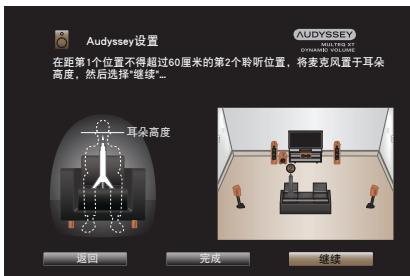 Audyssey设置
AUDYSSEY
MULTEQ XT
DYNAMIC VOLUME
在距第1个位置不得超过60厘米的第2个聆听位置，将麦克风置于耳朵
高度，然后选择"继续"...
耳朵高度
返回
完成
继续